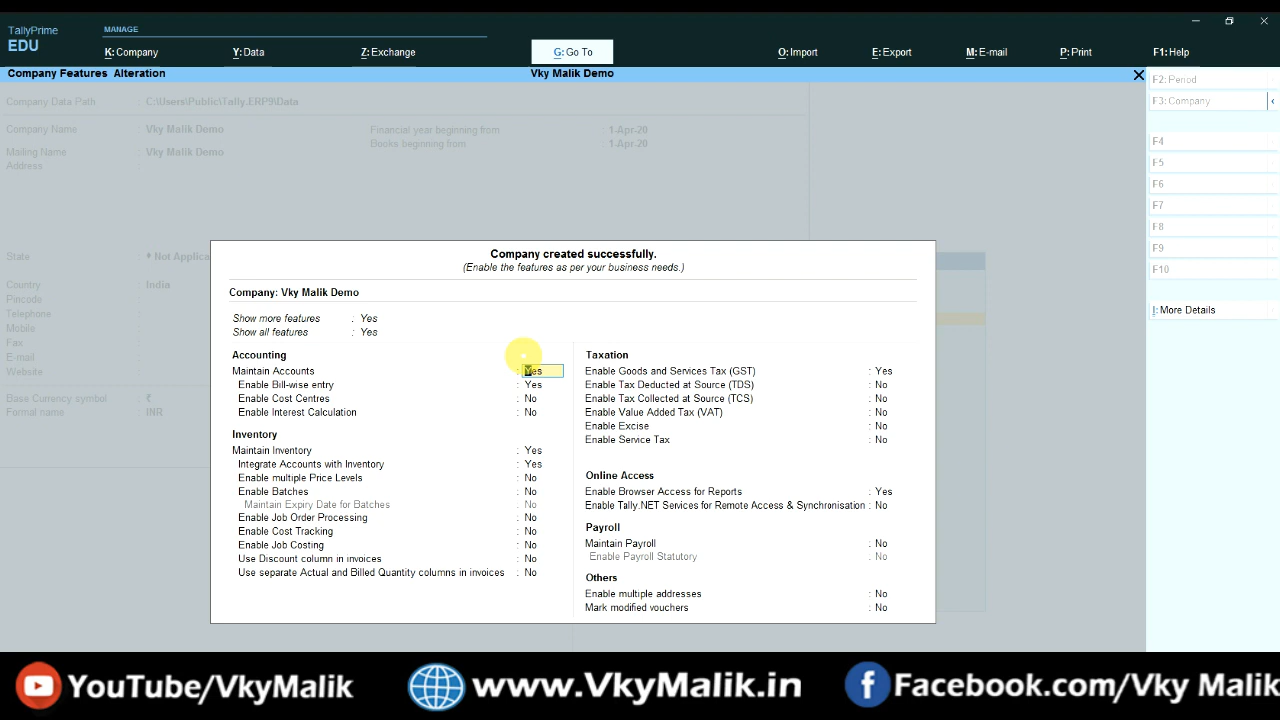 TallyPrime
EDU
MANAGE
K: Company
Y: Data
Z: Exchange
G: Go To
O: Import
E: Export
M: E-mail
P: Print
F1: Help
Company Features Alteration
Vky Malik Demo
F2: Period
F3: Company
F4
F5
F6
F7
F8
F9
F10
I: More Details
Company Data Path : C:\Users\Public\Tally.ERP9\Data
Company Name : Vky Malik Demo
Mailing Name : Vky Malik Demo
Address :
Financial year beginning from : 1-Apr-20
Books beginning from : 1-Apr-20
State
Country : India
Pincode :
Telephone :
Mobile :
Fax :
E-mail :
Website :
Base Currency symbol : ₹
Formal name : INR
Company created successfully.
(Enable the features as per your business needs.)
Company: Vky Malik Demo
Show more features : Yes
Show all features : Yes
Accounting
Maintain Accounts : Yes
Enable Bill-wise entry : Yes
Enable Cost Centres : No
Enable Interest Calculation : No
Inventory
Maintain Inventory : Yes
Integrate Accounts with Inventory : Yes
Enable multiple Price Levels : No
Enable Batches : No
Maintain Expiry Date for Batches : No
Enable Job Order Processing : No
Enable Cost Tracking : No
Enable Job Costing : No
Use Discount column in invoices : No
Use separate Actual and Billed Quantity columns in invoices : No
Taxation
Enable Goods and Services Tax (GST) : Yes
Enable Tax Deducted at Source (TDS) : No
Enable Tax Collected at Source (TCS) : No
Enable Value Added Tax (VAT) : No
Enable Excise : No
Enable Service Tax : No
Online Access
Enable Browser Access for Reports : Yes
Enable Tally.NET Services for Remote Access & Synchronisation : No
Payroll
Maintain Payroll : No
Enable Payroll Statutory : No
Others
Enable multiple addresses : No
Mark modified vouchers : No
YouTube/VkyMalik
www.VkyMalik.in
Facebook.com/Vky Malik